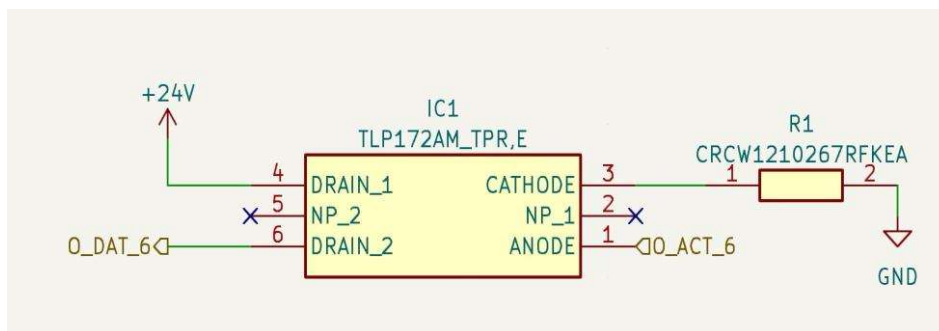 +24V
IC1
TLP172AM_TPR,E
R1
CRCW1210267RFKEA
4 DRAIN_1 CATHODE 3 1 2
5 NP_2 NP_1 2
O_DAT_6 6 DRAIN_2 ANODE 1 O_ACT_6
GND